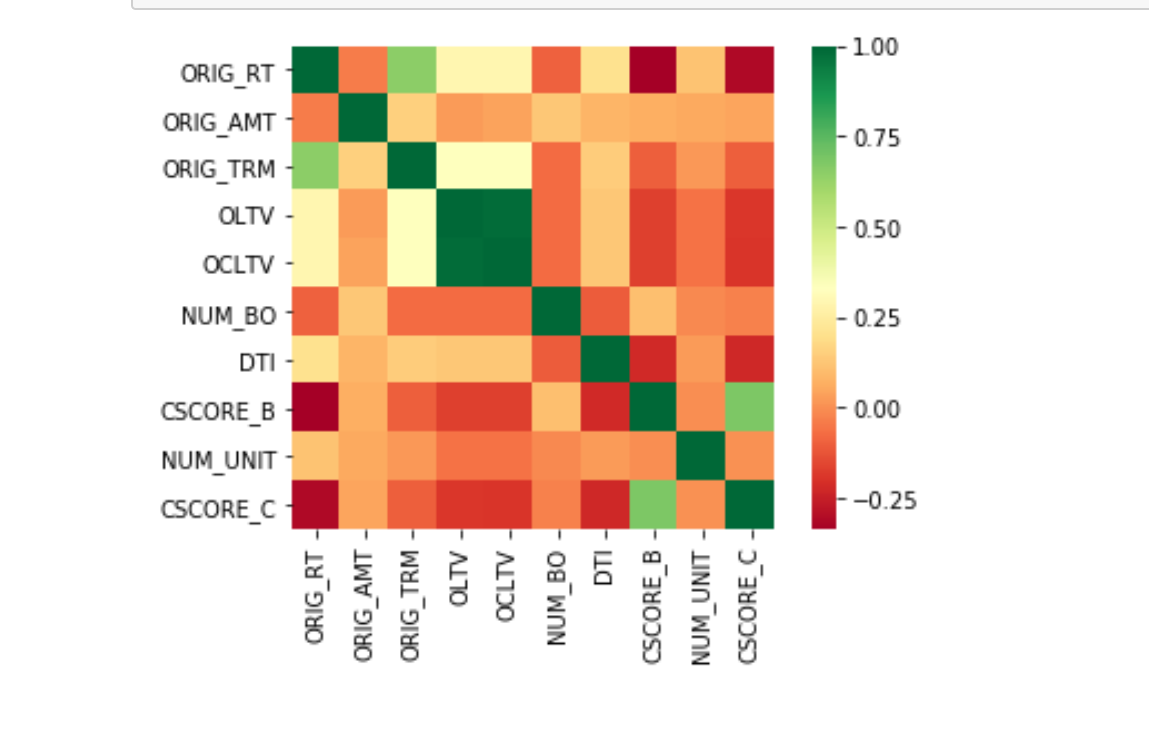 1.00
ORIG_RT
ORIG_AMT
0.75
ORIG_TRM
OLTV
0.50
OCLTV
NUM_BO
0.25
DTI
CSCORE_B
0.00
NUM_UNIT
CSCORE_C
−0.25
ORIG_RT
ORIG_AMT
ORIG_TRM
OLTV
OCLTV
NUM_BO
DTI
CSCORE_B
NUM_UNIT
CSCORE_C